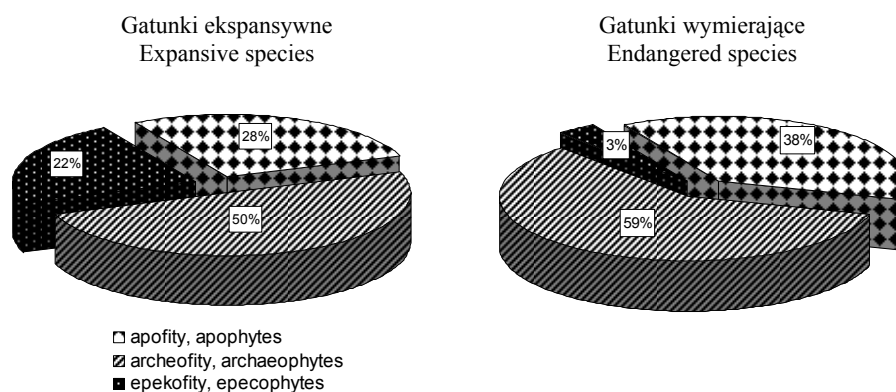 Gatunki ekspansywne
Expansive species
28%
22%
50%
Gatunki wymierające
Endangered species
3%
38%
59%
apofity, apophytes
archeofity, archaeophytes
epekofity, epecophytes